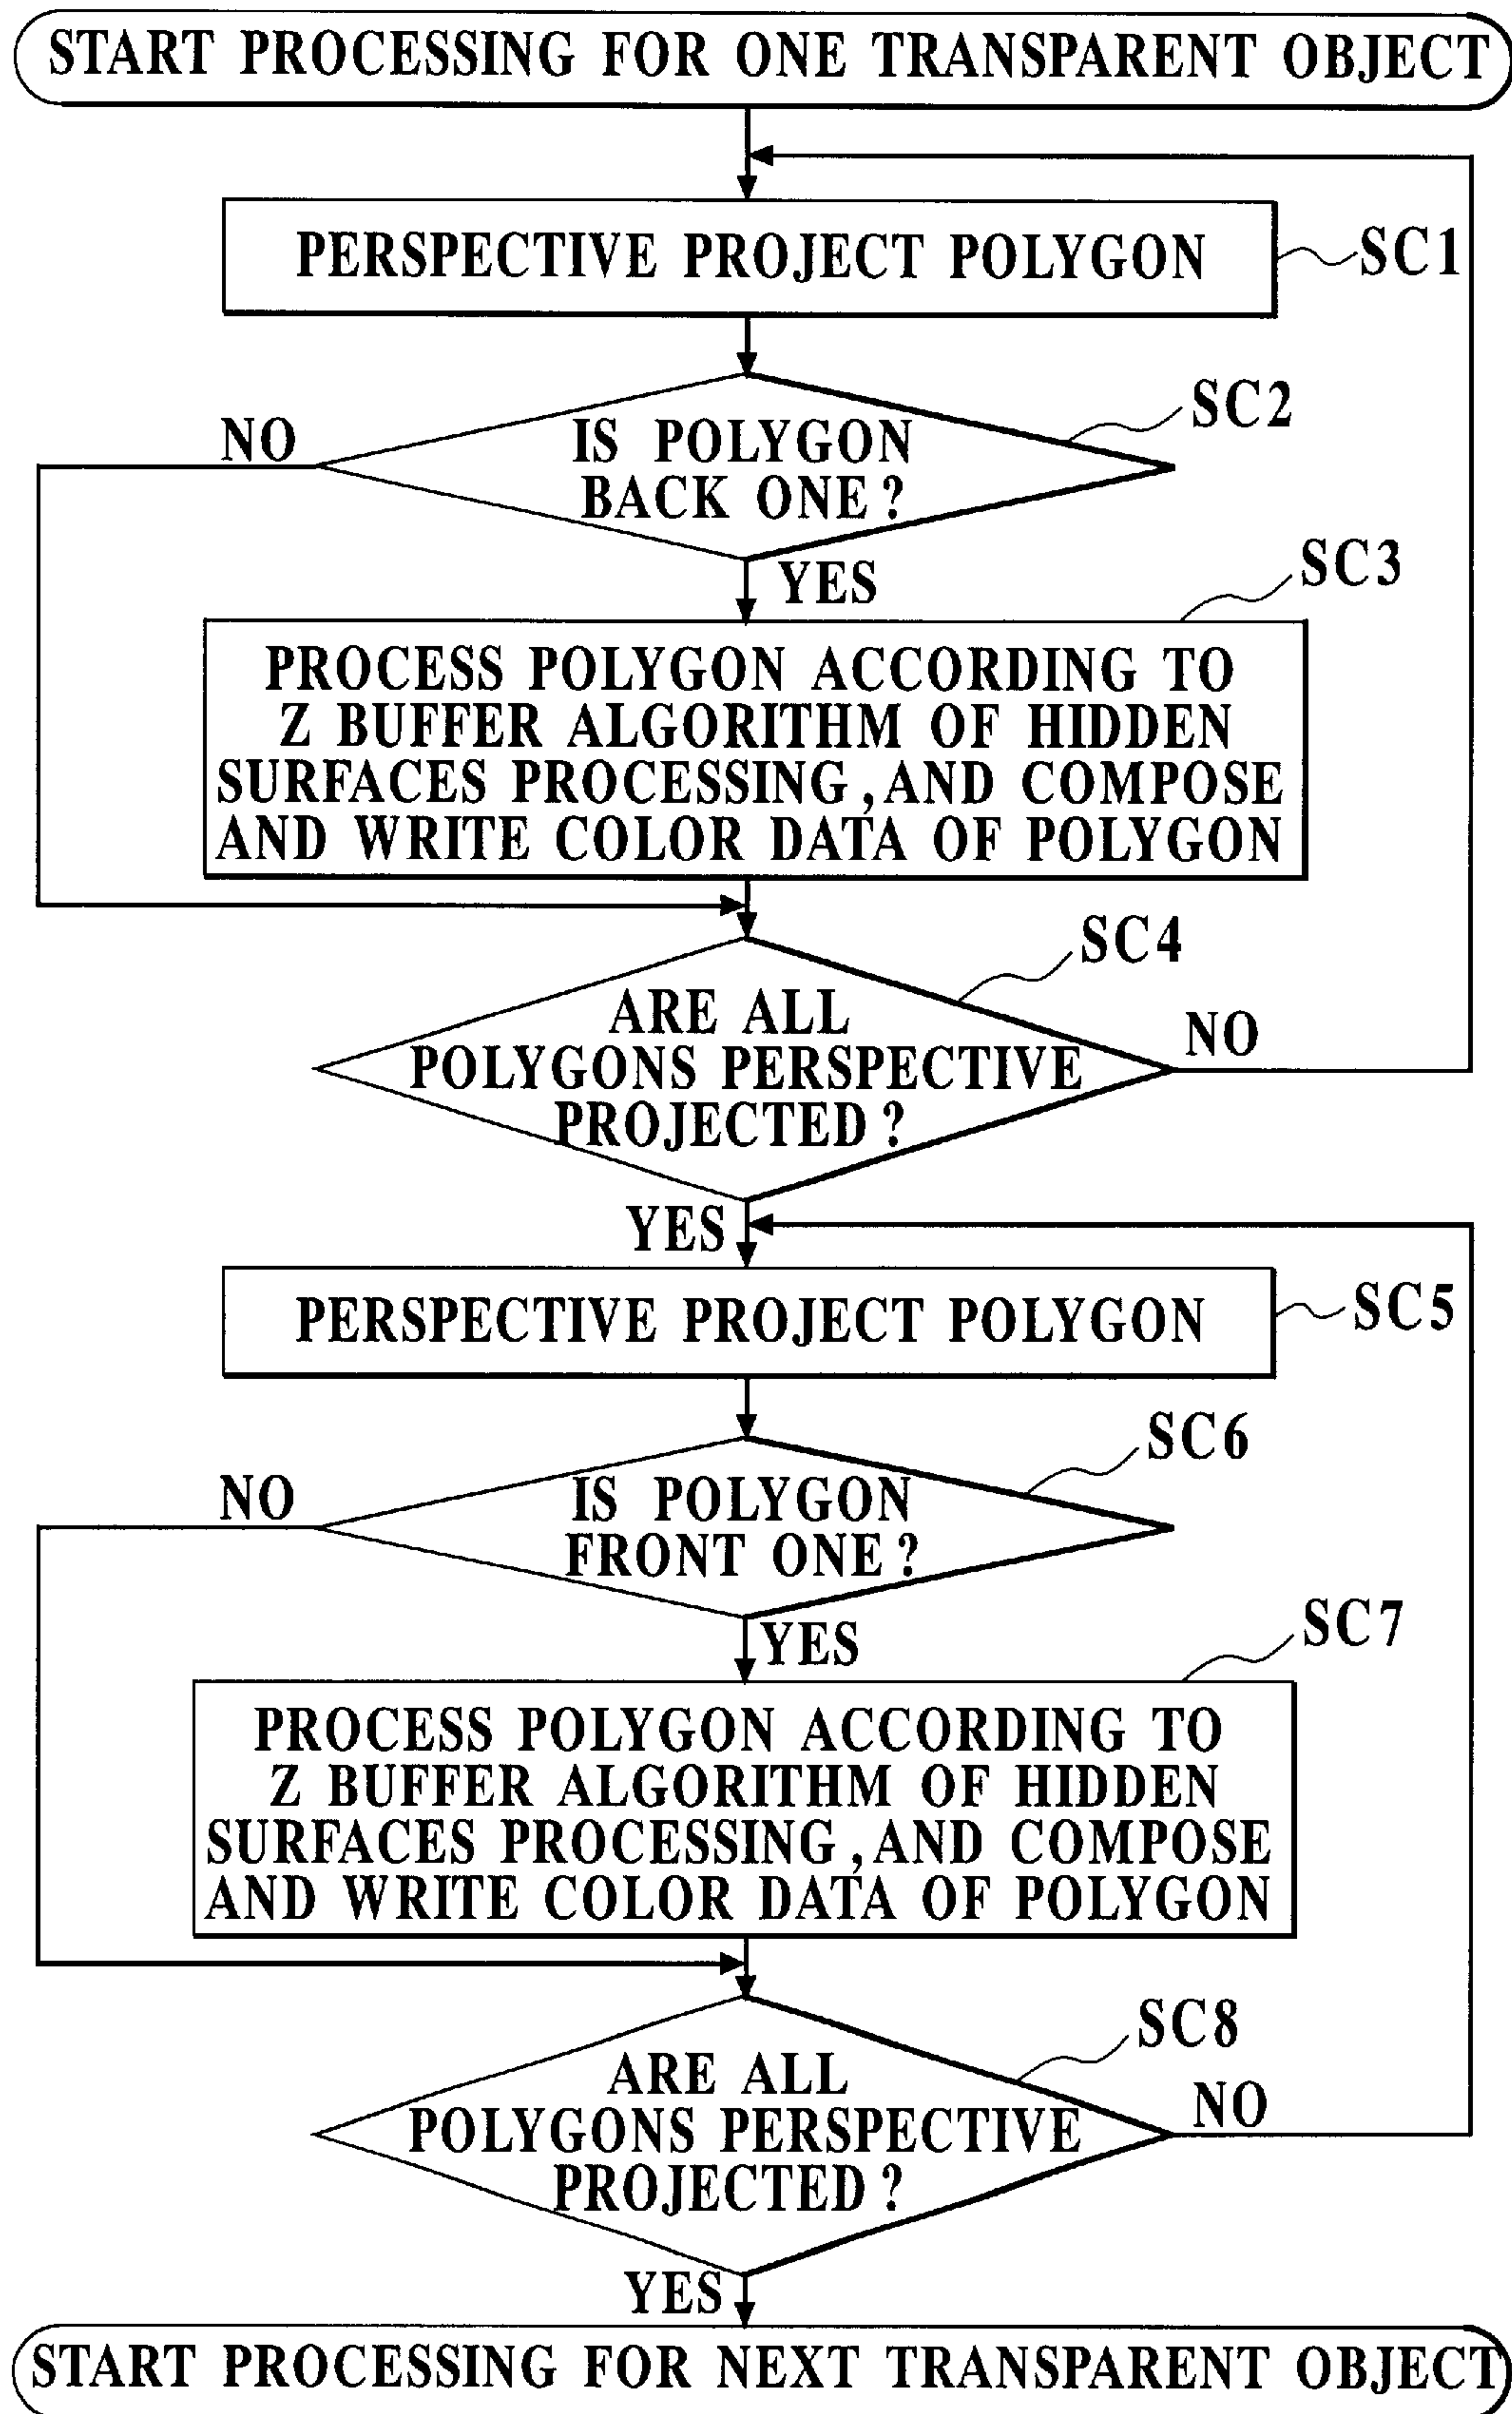 START PROCESSING FOR ONE TRANSPARENT OBJECT
PERSPECTIVE PROJECT POLYGON
SC1
SC2
NO
IS POLYGON
BACK ONE?
YES
SC3
PROCESS POLYGON ACCORDING TO
Z BUFFER ALGORITHM OF HIDDEN
SURFACES PROCESSING, AND COMPOSE
AND WRITE COLOR DATA OF POLYGON
SC4
ARE ALL
POLYGONS PERSPECTIVE
PROJECTED?
NO
YES
PERSPECTIVE PROJECT POLYGON
SC5
SC6
NO
IS POLYGON
FRONT ONE?
YES
SC7
PROCESS POLYGON ACCORDING TO
Z BUFFER ALGORITHM OF HIDDEN
SURFACES PROCESSING, AND COMPOSE
AND WRITE COLOR DATA OF POLYGON
SC8
ARE ALL
POLYGONS PERSPECTIVE
PROJECTED?
NO
YES
START PROCESSING FOR NEXT TRANSPARENT OBJECT